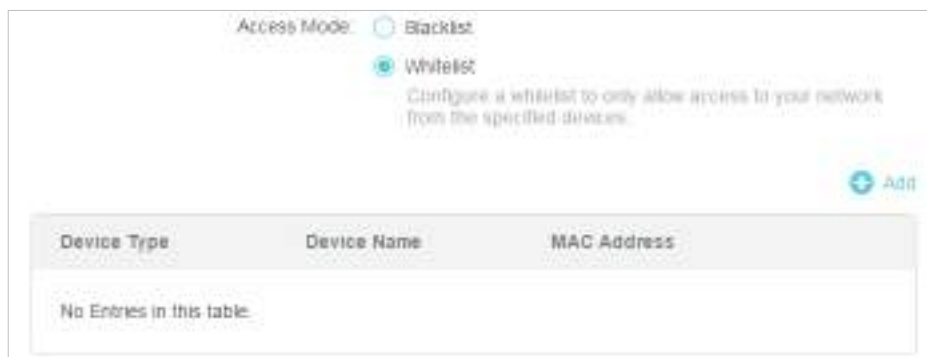 Access Mode: Blacklist
Whitelist
Configure a whitelist to only allow access to your network
from the specified devices.
Add
Device Type Device Name MAC Address
No Entries in this table.